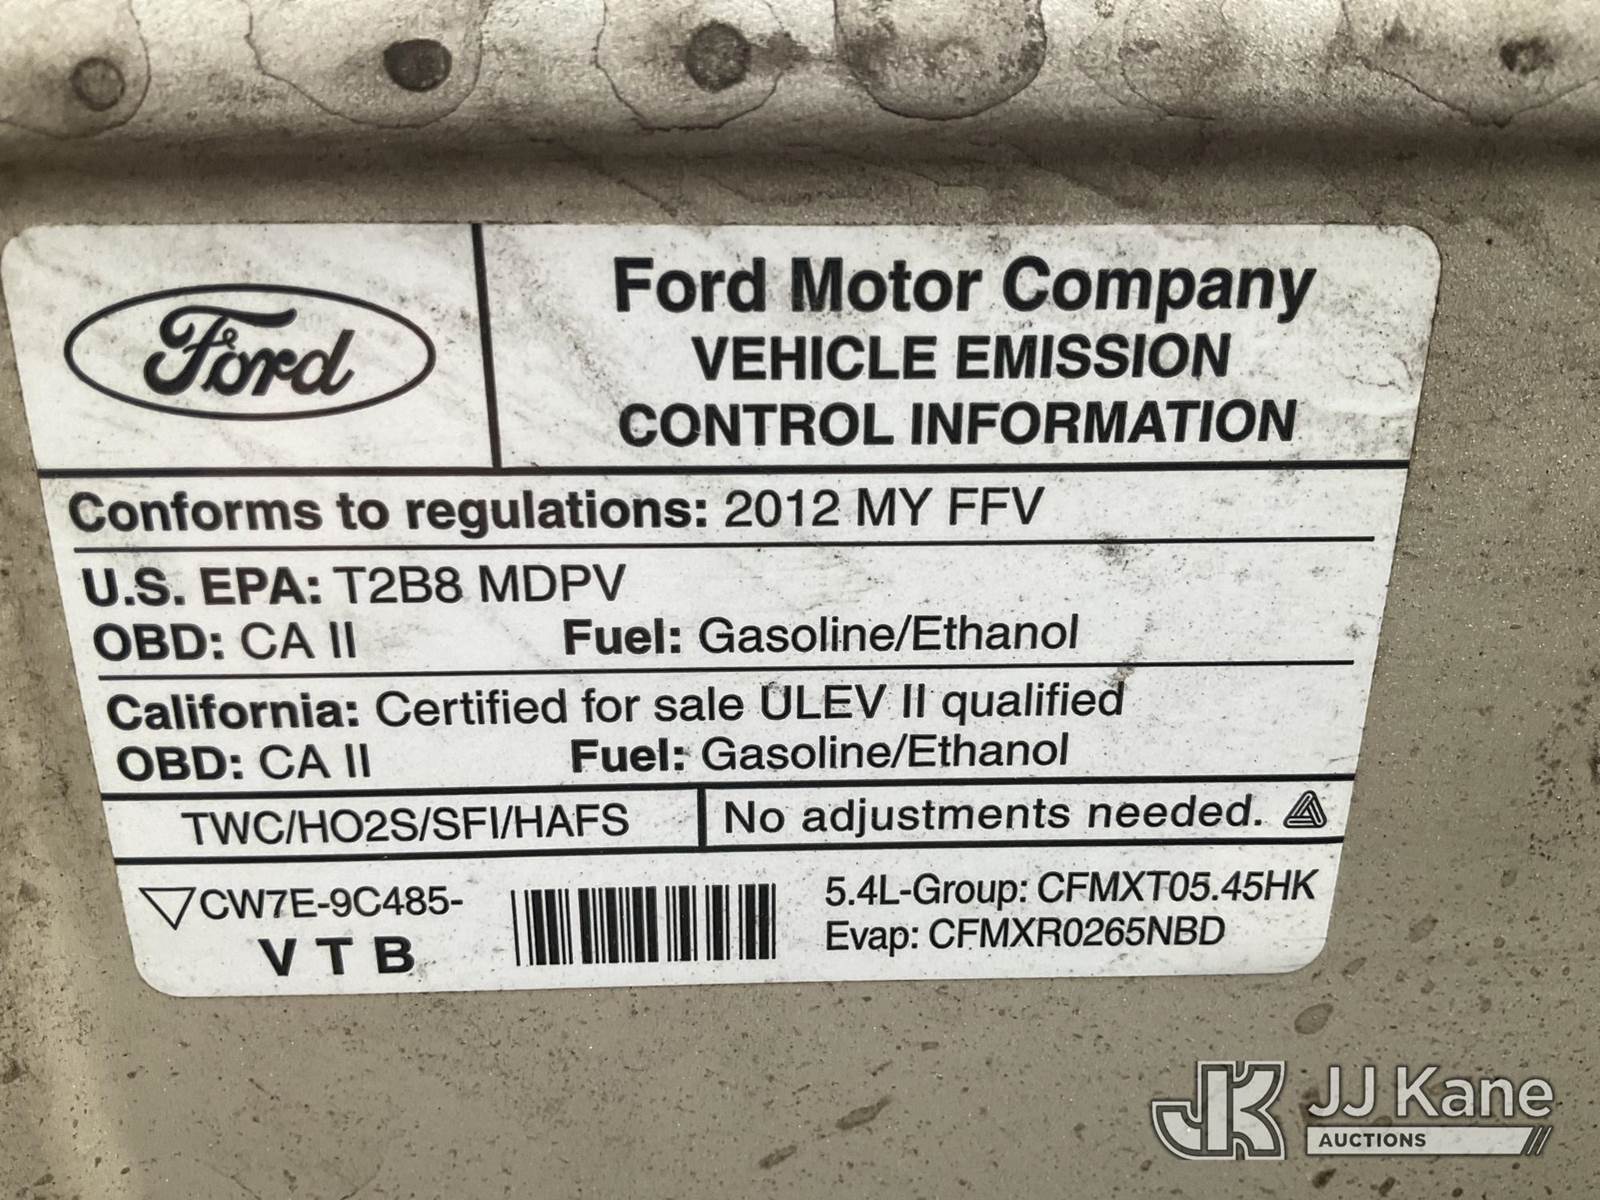 Ford
Ford Motor Company
VEHICLE EMISSION
CONTROL INFORMATION
Conforms to regulations: 2012 MY FFV
U.S. EPA: T2B8 MDPV
OBD: CA II Fuel: Gasoline/Ethanol
California: Certified for sale ULEV II qualified
OBD: CA II Fuel: Gasoline/Ethanol
TWC/HO2S/SFI/HAFS No adjustments needed.
CW7E-9C485-
V T B
5.4L-Group: CFMXT05.45HK
Evap: CFMXR0265NBD
JK JJ Kane
AUCTIONS